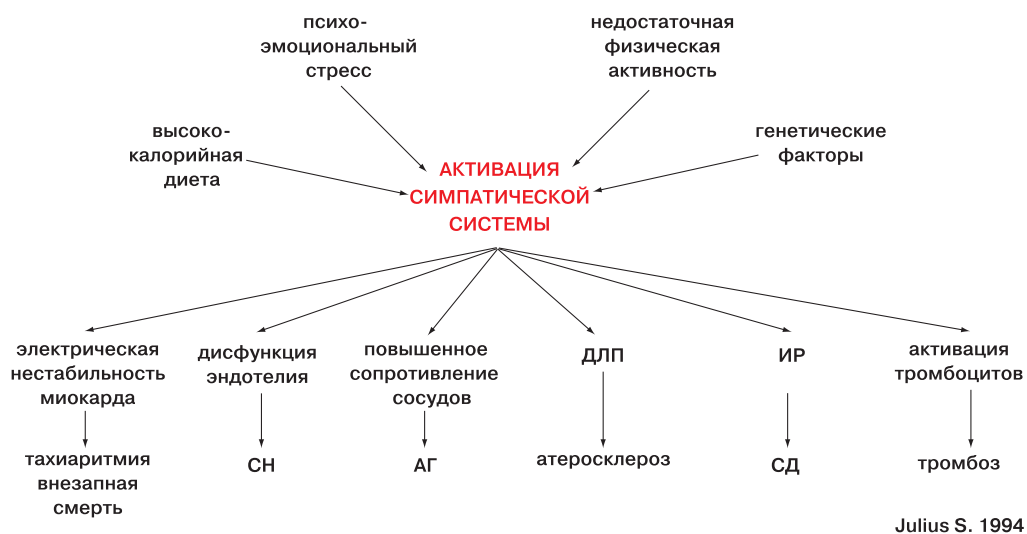 психо-
эмоциональный
стресс
недостаточная
физическая
активность
высоко-
калорийная
диета
генетические
факторы
АКТИВАЦИЯ
СИМПАТИЧЕСКОЙ
СИСТЕМЫ
электрическая
нестабильность
миокарда
дисфункция
эндотелия
повышенное
сопротивление
сосудов
ДЛП
ИР
активация
тромбоцитов
тахиаритмия
внезапная
смерть
СН
АГ
атеросклероз
СД
тромбоз
Julius S. 1994